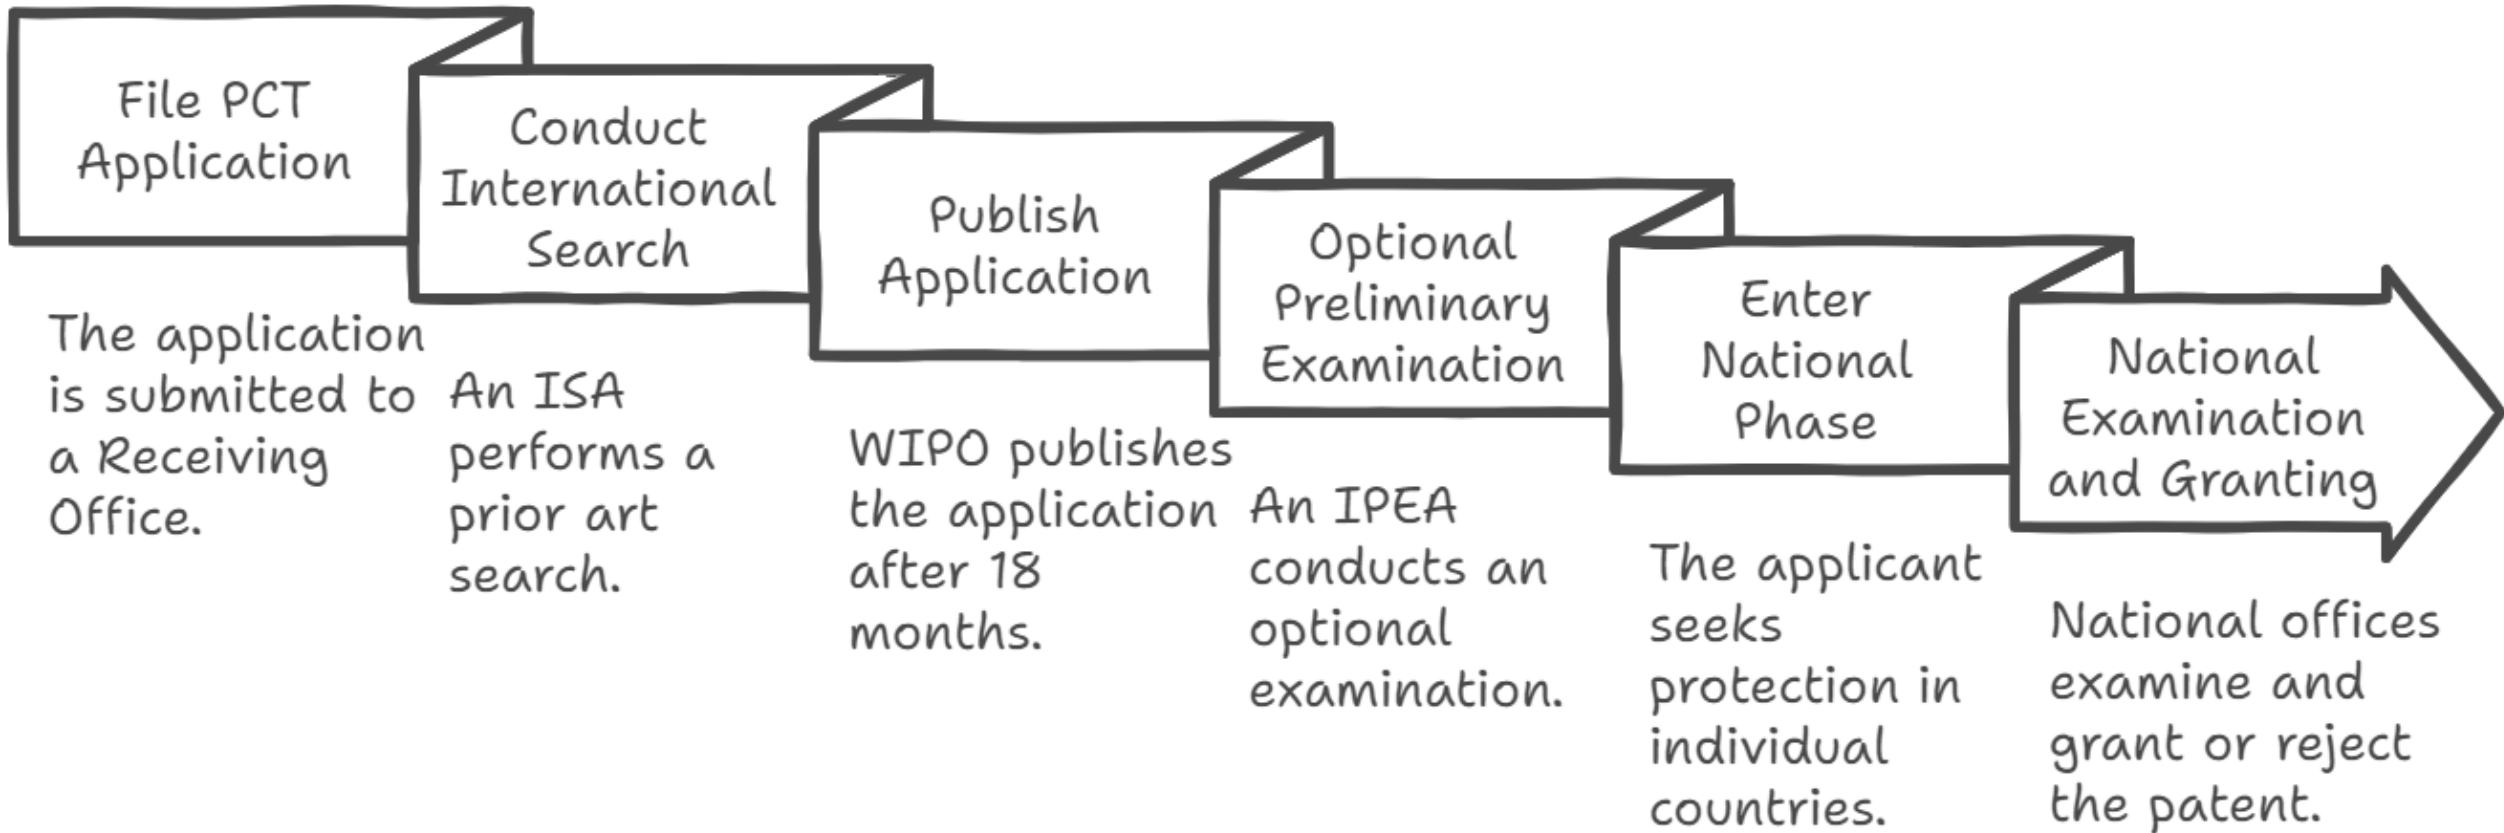 File PCT
Application
The application
is submitted to
a Receiving
Office.
Conduct
International
Search
An ISA
performs a
prior art
search.
Publish
Application
WIPO publishes
the application
after 18
months.
Optional
Preliminary
Examination
An IPEA
conducts an
optional
examination.
Enter
National
Phase
The applicant
seeks
protection in
individual
countries.
National
Examination
and Granting
National offices
examine and
grant or reject
the patent.